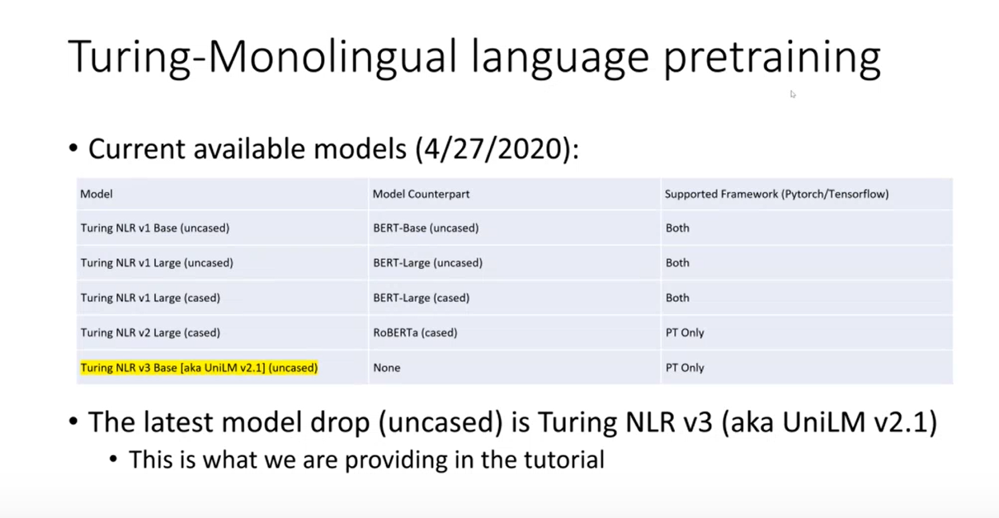 Turing-Monolingual language pretraining
• Current available models (4/27/2020):
Model Model Counterpart Supported Framework (Pytorch/Tensorflow)
Turing NLR v1 Base (uncased) BERT-Base (uncased) Both
Turing NLR v1 Large (uncased) BERT-Large (uncased) Both
Turing NLR v1 Large (cased) BERT-Large (cased) Both
Turing NLR v2 Large (cased) RoBERTa (cased) PT Only
Turing NLR v3 Base [aka UniLM v2.1] (uncased) None PT Only
• The latest model drop (uncased) is Turing NLR v3 (aka UniLM v2.1)
• This is what we are providing in the tutorial